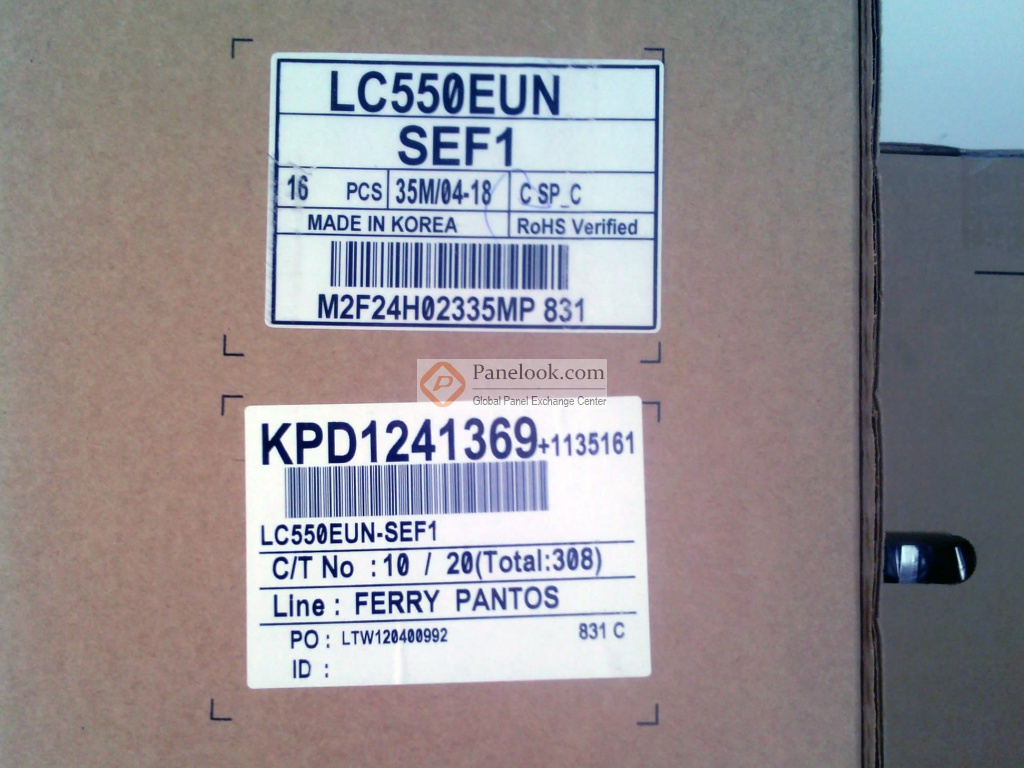 LC550EUN
SEF1
16 PCS 35M/04-18 C SP_C
MADE IN KOREA RoHS Verified
M2F24H02335MP 831
Panelook.com
Global Panel Exchange Center
KPD1241369+1135161
LC550EUN-SEF1
C/T No : 10 / 20(Total:308)
Line : FERRY PANTOS
PO : LTW120400992 831 C
ID :